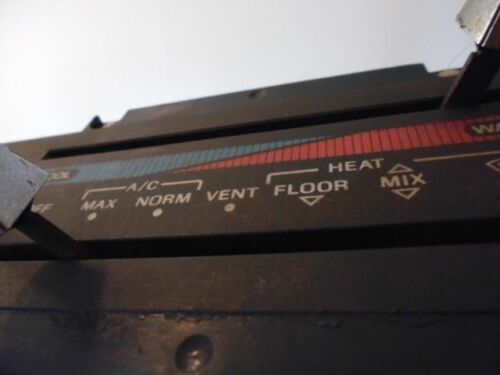 A/C HEAT
MAX NORM VENT FLOOR MIX